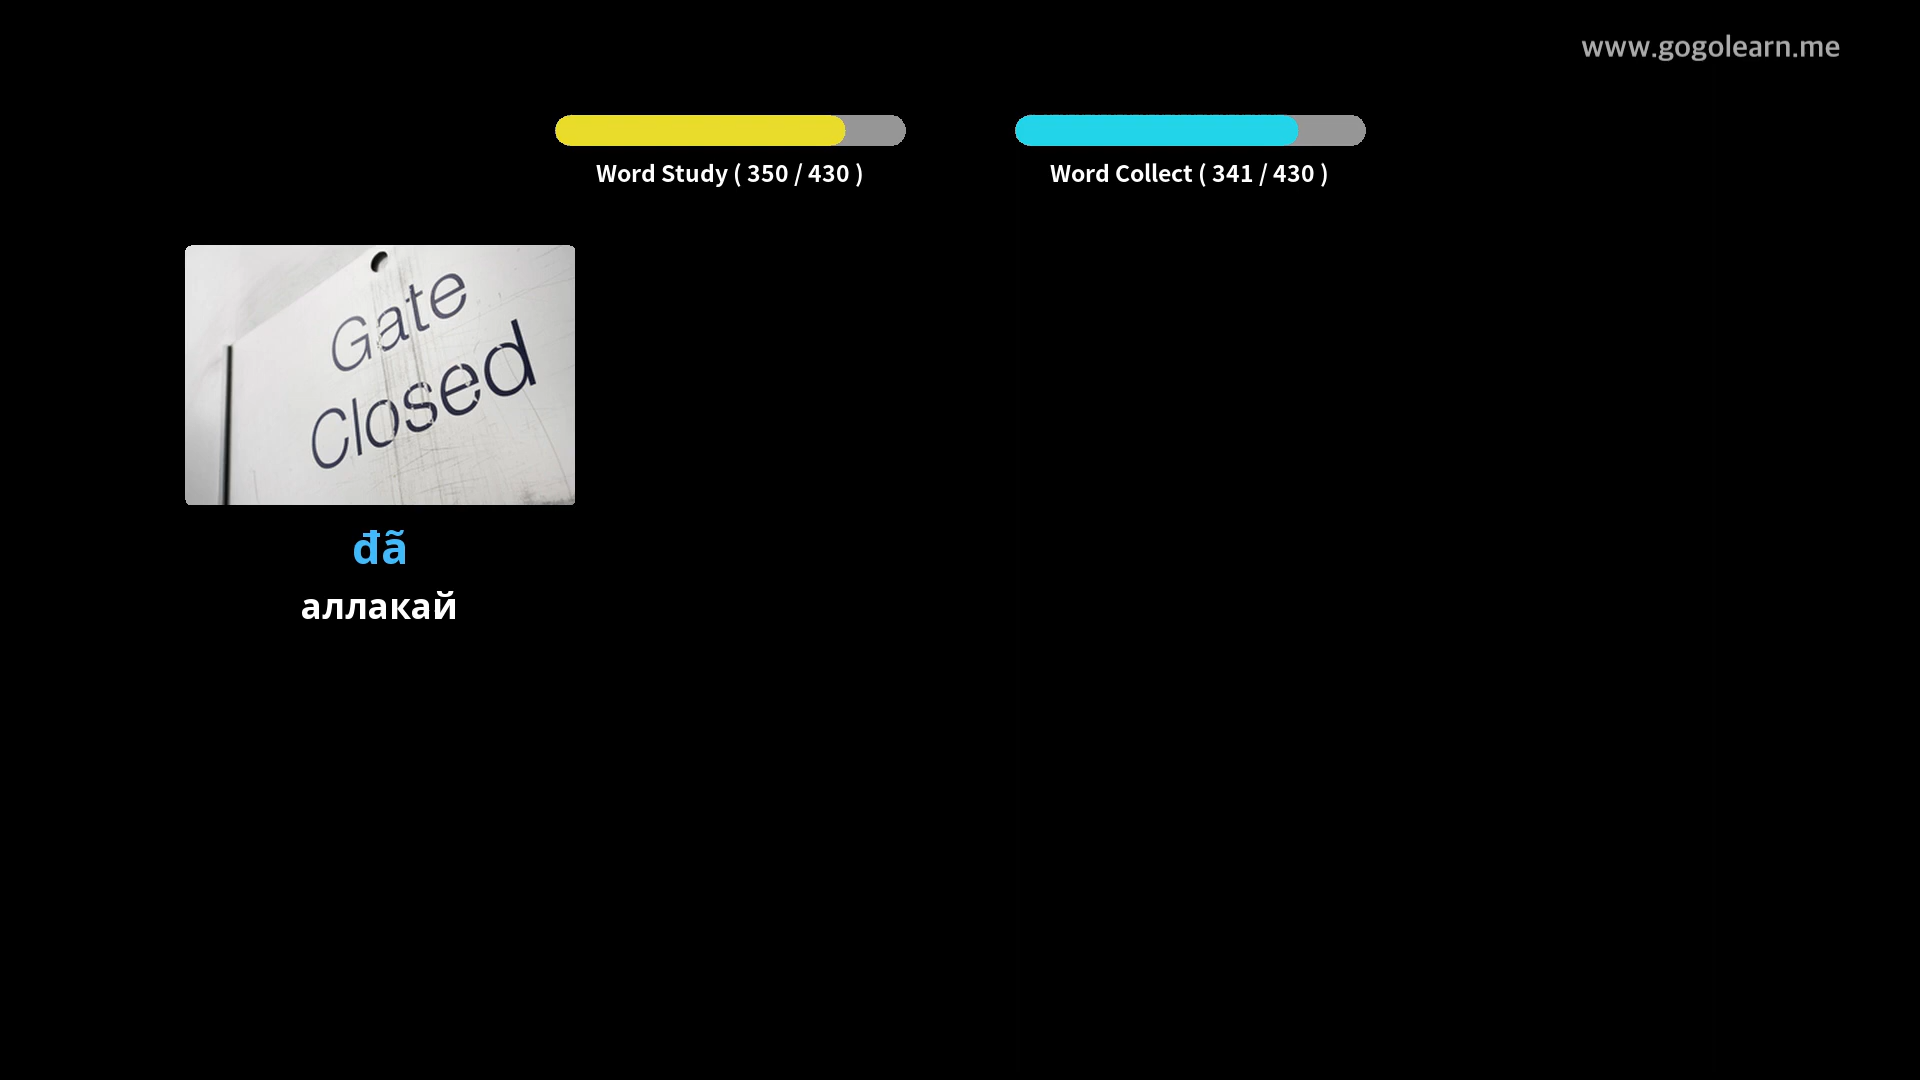 www.gogolearn.me
Word Study ( 350 / 430 )
Word Collect ( 341 / 430 )
Gate
Closed
đã
аллакай